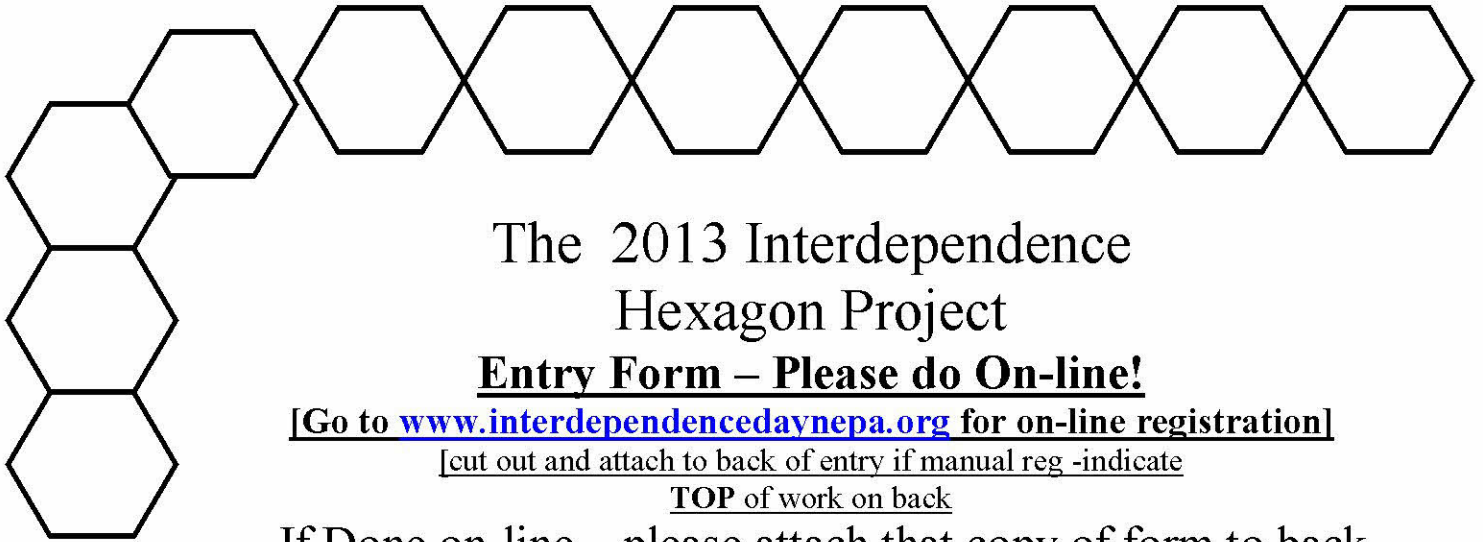 The 2013 Interdependence
Hexagon Project
Entry Form – Please do On-line!
[Go to www.interdependencedaynepa.org for on-line registration]
[cut out and attach to back of entry if manual reg -indicate
TOP of work on back
If Done on-line – please attach that copy of form to back